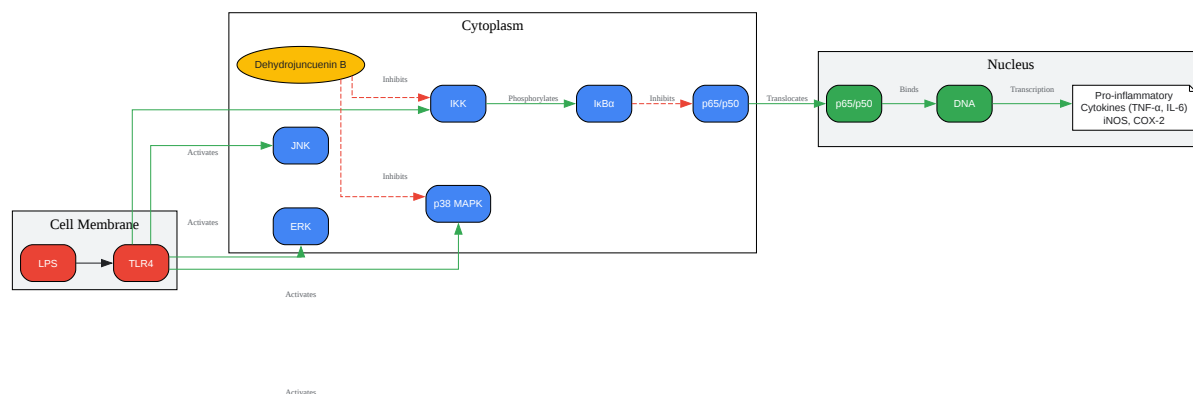 Cytoplasm
Dehydrojuncuenin B
Inhibits
IKK
Phosphorylates
IκBα
Inhibits
p65/p50
Translocates
Nucleus
p65/p50
Binds
DNA
Transcription
Pro-inflammatory
Cytokines (TNF-α, IL-6)
iNOS, COX-2
JNK
Activates
Inhibits
p38 MAPK
Activates
ERK
Cell Membrane
LPS
TLR4
Activates
Activates